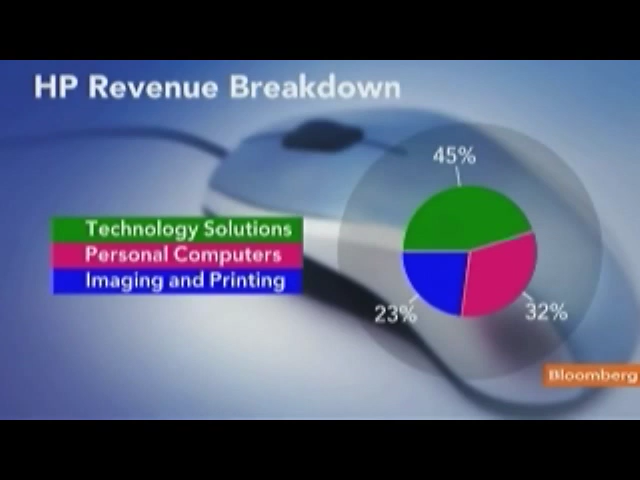 HP Revenue Breakdown
45%
Technology Solutions
Personal Computers
Imaging and Printing
23%
32%
Bloomberg